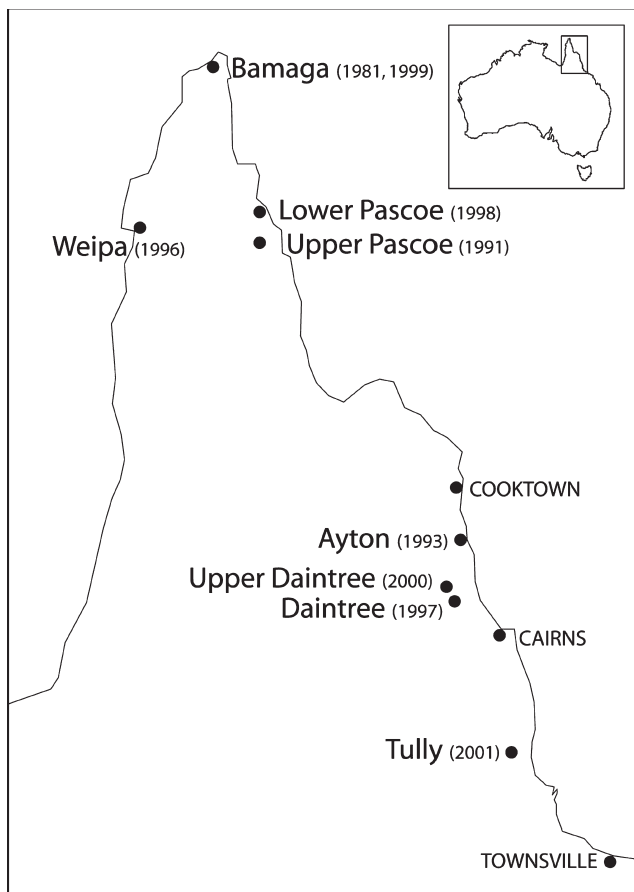 Bamaga (1981, 1999)
Lower Pascoe (1998)
Weipa (1996)
Upper Pascoe (1991)
COOKTOWN
Ayton (1993)
Upper Daintree (2000)
Daintree (1997)
CAIRNS
Tully (2001)
TOWNSVILLE